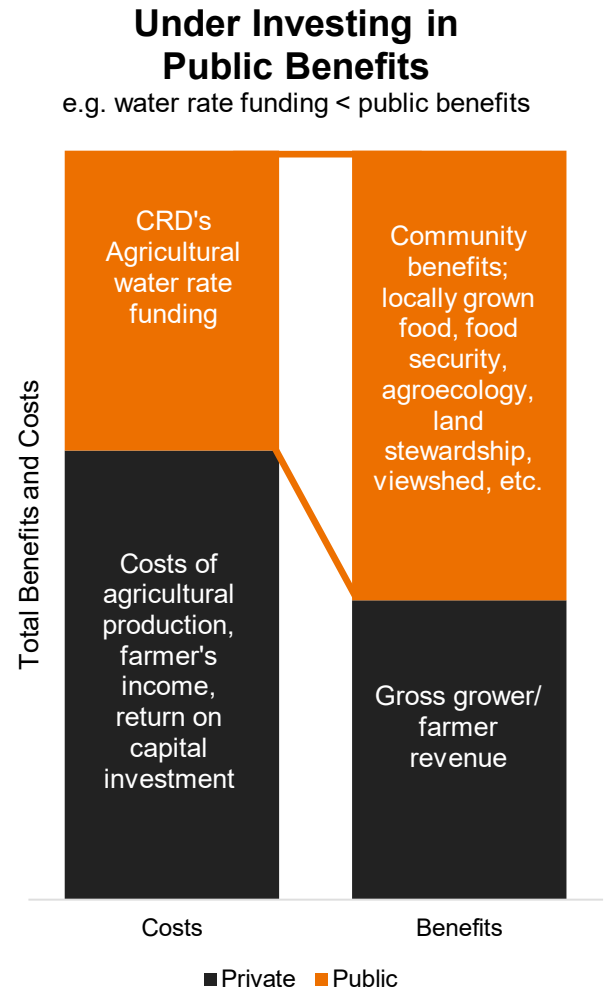 Under Investing in
Public Benefits
e.g. water rate funding < public benefits
Total Benefits and Costs
CRD's
Agricultural
water rate
funding
Costs of
agricultural
production,
farmer's
income,
return on
capital
investment
Community
benefits;
locally grown
food, food
security,
agroecology,
land
stewardship,
viewshed, etc.
Gross grower/
farmer
revenue
Costs
Benefits
Private
Public